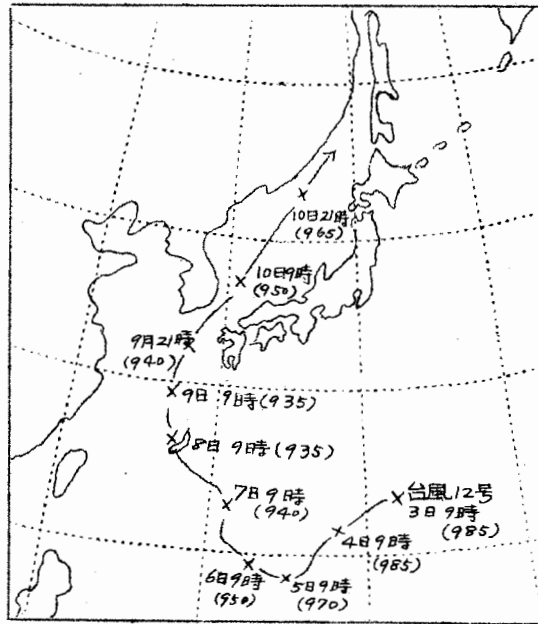 10日21時
(965)
10日9時
(950)
9月21時
(940)
9日 9時(935)
8日 9時(935)
7日 9時
(940)
台風12号
3日 9時
(985)
4日9時
(985)
6日9時
(950)
5日9時
(970)